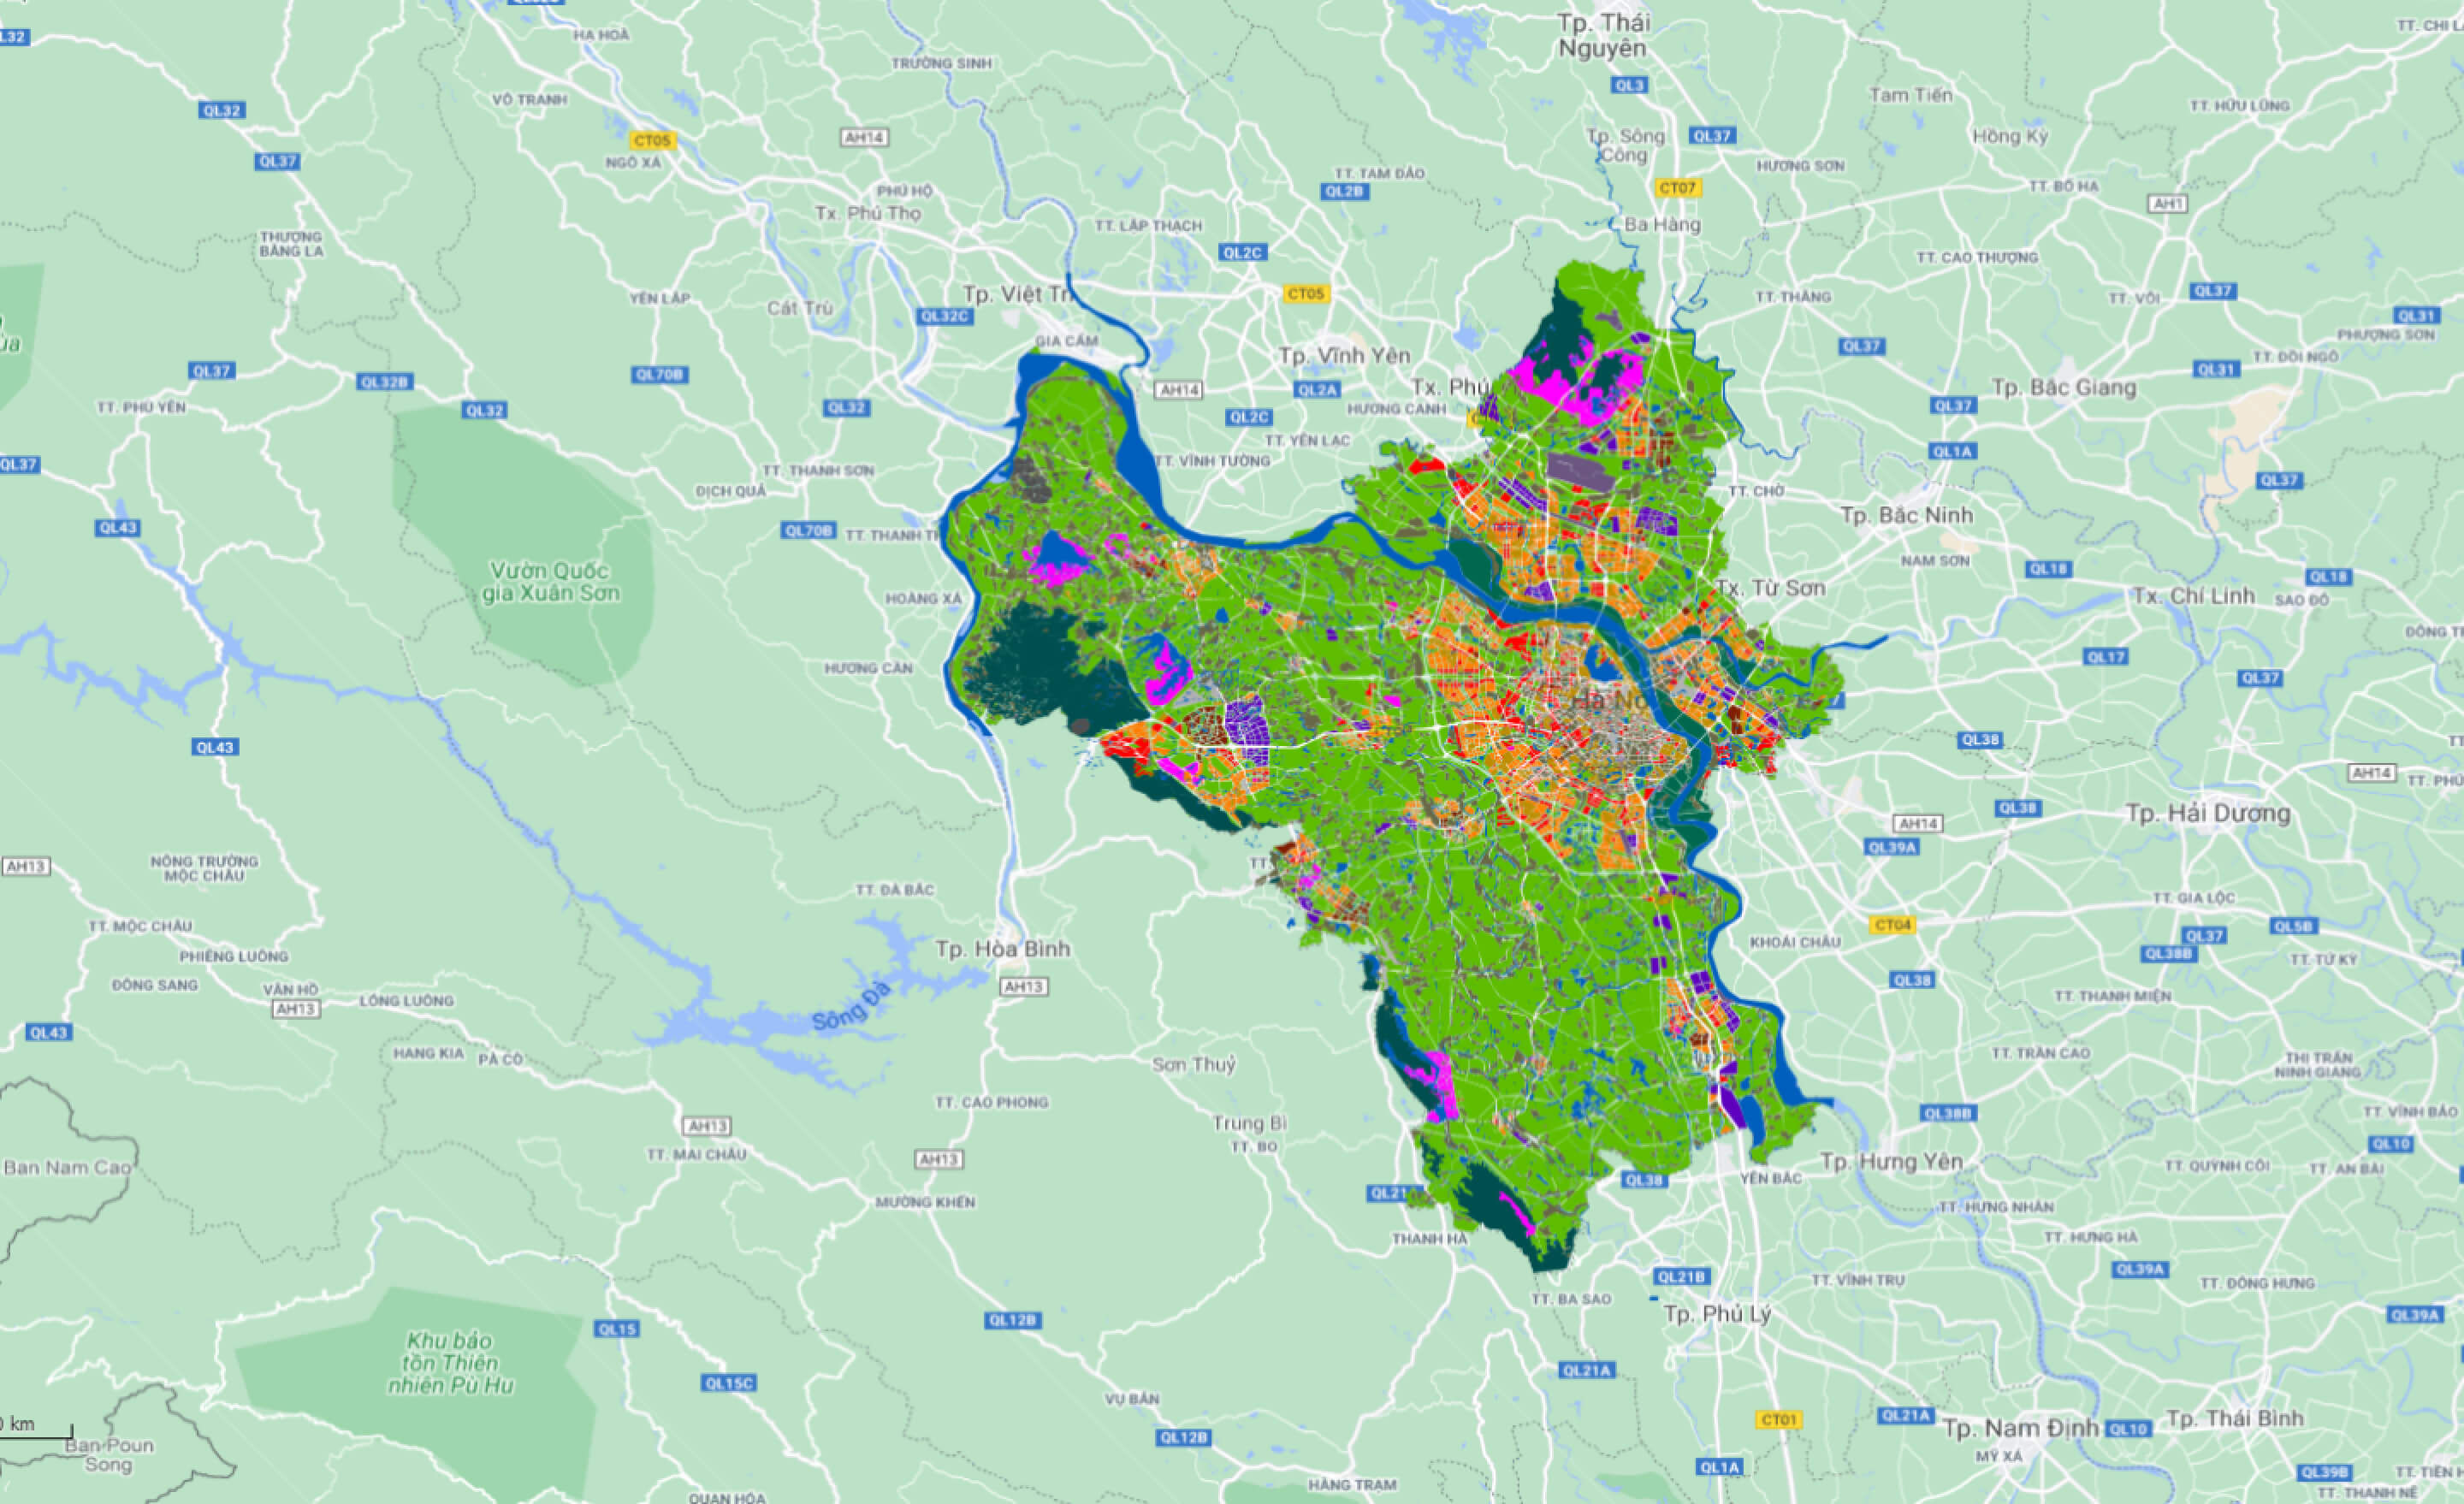 QL32C
Tp. Thái
Nguyên
TT. CHI L
L32
HẠ HOÀ
TRƯỜNG SINH
QL3
VÔ TRANH
Tam Tiến
TT. HỮU LŨNG
QL32
CT05
AH14
Tp. Sông
Công
QL37
Hồng Kỳ
QL37
NGÔ XÁ
HƯƠNG SƠN
TT. TAM ĐẢO
QL2B
CT07
TT. BỐ HẠ
PHÚ HỘ
AH1
Tx. Phú Thọ
TT. LẬP THẠCH
Ba Hàng
THƯỢNG
BẰNG LA
QL2C
TT. CAO THƯỢNG
YÊN LẬP
Cát Trù
Tp. Việt Tr
CT05
TT. THẮNG
TT. VÔI
QL37
QL32C
QL31
GIA CẨM
PHƯỢNG SƠN
ùa
Tp. Vĩnh Yên
QL37
TT. ĐỒI NGÔ
QL37
QL32B
QL70B
AH14
QL2A
Tx. Phú
QL31
Tp. Bắc Giang
TT. PHÙ YÊN
QL32
QL32
QL2C
HƯƠNG CANH
QL37
TT. YÊN LẠC
QL1A
QL37
TT. THANH SƠN
TT. VĨNH TƯỜNG
QL37
DỊCH QUẢ
TT. CHỜ
QL43
QL70B
TT. THANH TH
Tp. Bắc Ninh
NAM SƠN
Vườn Quốc
gia Xuân Sơn
QL18
QL18
HOÀNG XÁ
Tx. Từ Sơn
Tx. Chí Linh
SAO ĐỎ
ĐÔNG T
HƯƠNG CẦN
QL17
QL37
Hà Nộ
7
QL43
QL38
AH14
TT. PHÚ
QL38
Tp. Hải Dương
AH14
QL39A
AH13
NÔNG TRƯỜNG
MỘC CHÂU
TT.
TT. ĐÀ BẮC
TT. GIA LỘC
TT. MỘC CHÂU
CT04
QL5B
PHIÊNG LUÔNG
Tp. Hòa Bình
KHOÁI CHÂU
QL37
QL38B
TT. TỨ KỲ
ĐÔNG SANG
VÂN HỒ
AH13
LÓNG LUÔNG
AH13
QL38
TT. THANH MIỆN
Sông Đà
QL43
HANG KIA
PÀ CÒ
Sơn Thuỷ
TT. TRẦN CAO
THỊ TRẤN
NINH GIANG
TT. CAO PHONG
QL38B
TT. VĨNH BẢO
AH13
Trung Bì
TT. BO
QL10
TT. MAI CHÂU
AH13
Ban Nam Cao
Tp. Hưng Yên
TT. QUỲNH CÔI
TT. AN BÀI
QL21
QL38
YÊN BẮC
MƯỜNG KHẾN
TT. HƯNG NHÂN
THANH HÀ
TT. HƯNG HÀ
QL39A
QL21B
TT. VĨNH TRỤ
TT. ĐÔNG HƯNG
TT. BA SAO
Tp. Phủ Lý
QL39A
QL12B
QL15
Khu bảo
tồn Thiên
nhiên Pù Hu
QL21A
QL15C
VỤ BẢN
0 km
CT01
QL21A
Tp. Nam Định
QL10
Tp. Thái Bình
Ban Poun
Song
QL12B
MỸ XÁ
QL1A
QL39B
TT. TIỀN H
HÀNG TRẠM
TT. THANH NÊ
QUAN HÓA